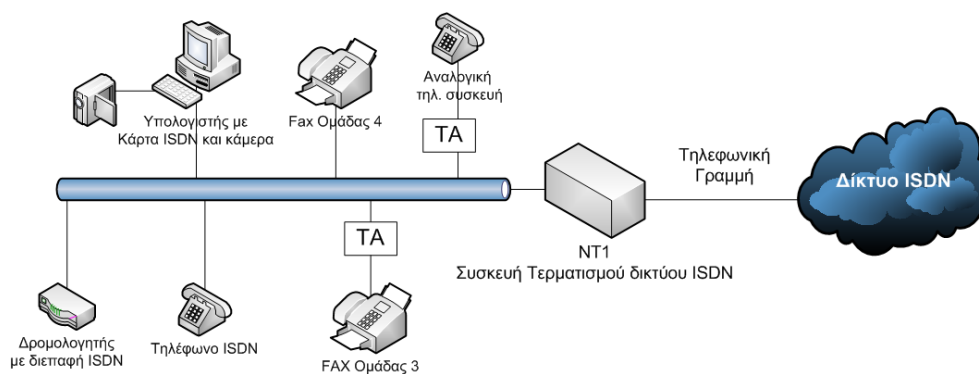 Αναλογική
τηλ. συσκευή
Υπολογιστής με
Κάρτα ISDN και κάμερα
Fax Ομάδας 4
TA
Τηλεφωνική
Γραμμή
Δίκτυο ISDN
TA
NT1
Συσκευή Τερματισμού δικτύου ISDN
Δρομολογητής
με διεπαφή ISDN
Τηλέφωνο ISDN
FAX Ομάδας 3